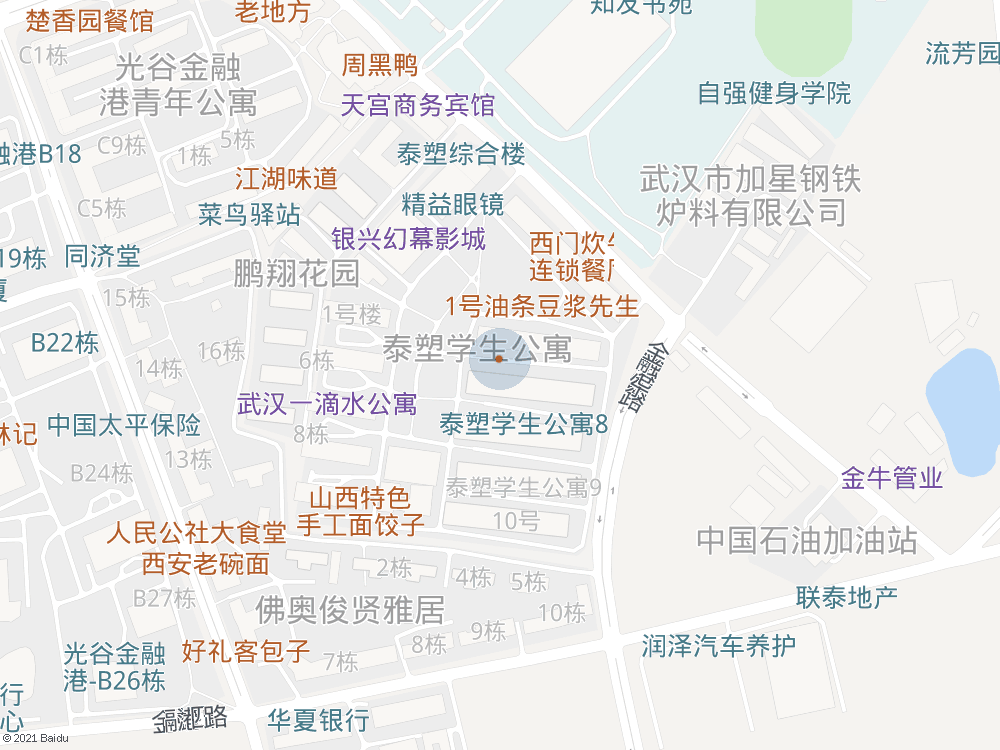 楚香园餐馆
老地方
知友书苑
C1栋
光谷金融
港青年公寓
周黑鸭
流芳园
天宫商务宾馆
自强健身学院
5栋
C9栋
1栋
融港B18
泰塑综合楼
江湖味道
武汉市加星钢铁
炉料有限公司
C5栋
菜鸟驿站
精益眼镜
银兴幻幕影城
西门炊牛
连锁餐厅
19栋
同济堂
厦
鹏翔花园
15栋
1号楼
1号油条豆浆先生
B22栋
16栋
6栋
泰塑学生公寓
14栋
金融港路
武汉一滴水公寓
中国太平保险
泰塑学生公寓8
8栋
琳记
13栋
B24栋
金牛管业
泰塑学生公寓9
山西特色
手工面饺子
10号
人民公社大食堂
西安老碗面
中国石油加油站
2栋
4栋
5栋
B27栋
联泰地产
佛奥俊贤雅居
10栋
9栋
8栋
润泽汽车养护
好礼客包子
7栋
光谷金融
港-B26栋
行
心
华夏银行
© 2021 Baidu